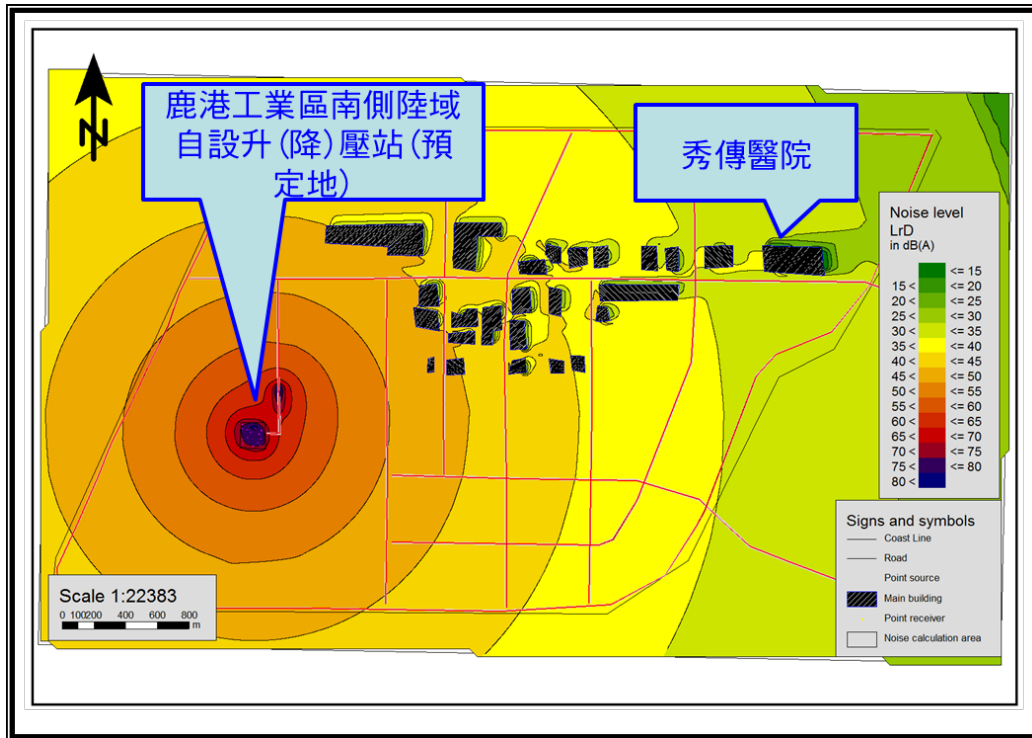 N
鹿港工業區南側陸域
自設升(降)壓站(預
定地)
秀傳醫院
Noise level
LrD
in dB(A)
<= 15
15 < <= 20
20 < <= 25
25 < <= 30
30 < <= 35
35 < <= 40
40 < <= 45
45 < <= 50
50 < <= 55
55 < <= 60
60 < <= 65
65 < <= 70
70 < <= 75
75 < <= 80
80 <
Signs and symbols
Coast Line
Road
Point source
Main building
Point receiver
Noise calculation area
Scale 1:22383
0 100200 400 600 800
m